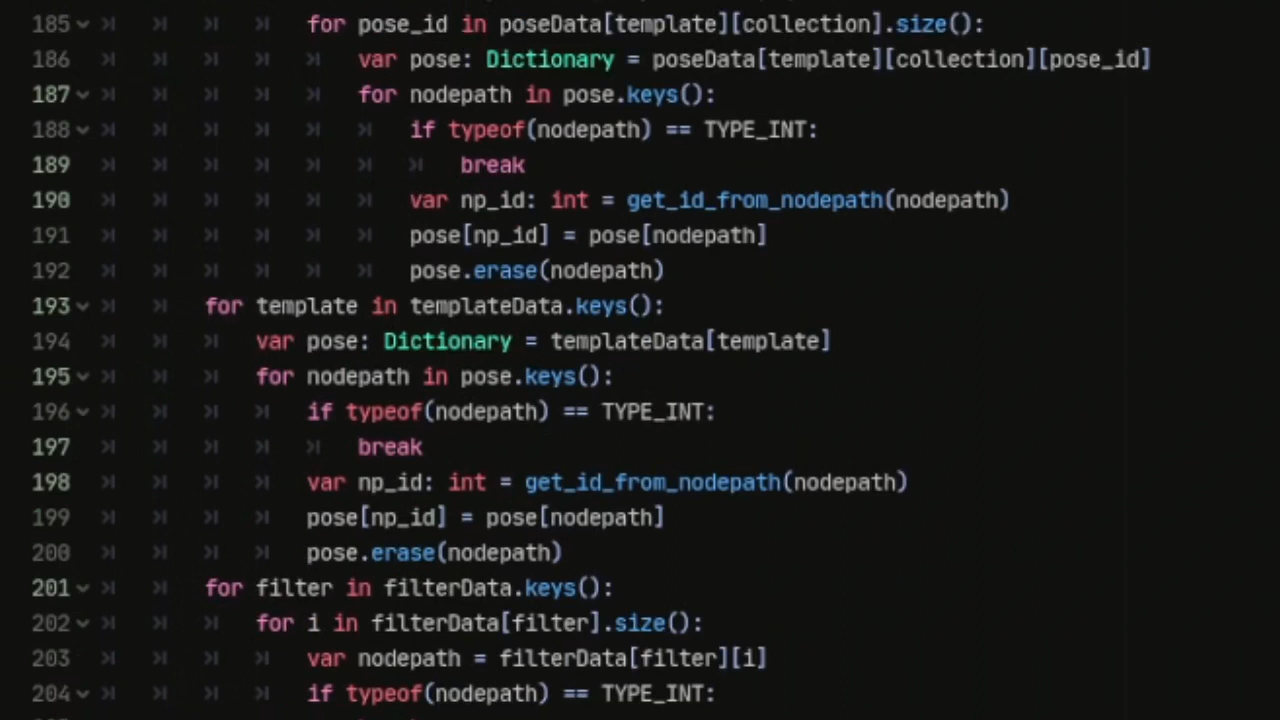 185 for pose_id in poseData[template][collection].size():
186 var pose: Dictionary = poseData[template][collection][pose_id]
187 for nodepath in pose.keys():
188 if typeof(nodepath) == TYPE_INT:
189 break
190 var np_id: int = get_id_from_nodepath(nodepath)
191 pose[np_id] = pose[nodepath]
192 pose.erase(nodepath)
193 for template in templateData.keys():
194 var pose: Dictionary = templateData[template]
195 for nodepath in pose.keys():
196 if typeof(nodepath) == TYPE_INT:
197 break
198 var np_id: int = get_id_from_nodepath(nodepath)
199 pose[np_id] = pose[nodepath]
200 pose.erase(nodepath)
201 for filter in filterData.keys():
202 for i in filterData[filter].size():
203 var nodepath = filterData[filter][i]
204 if typeof(nodepath) == TYPE_INT: